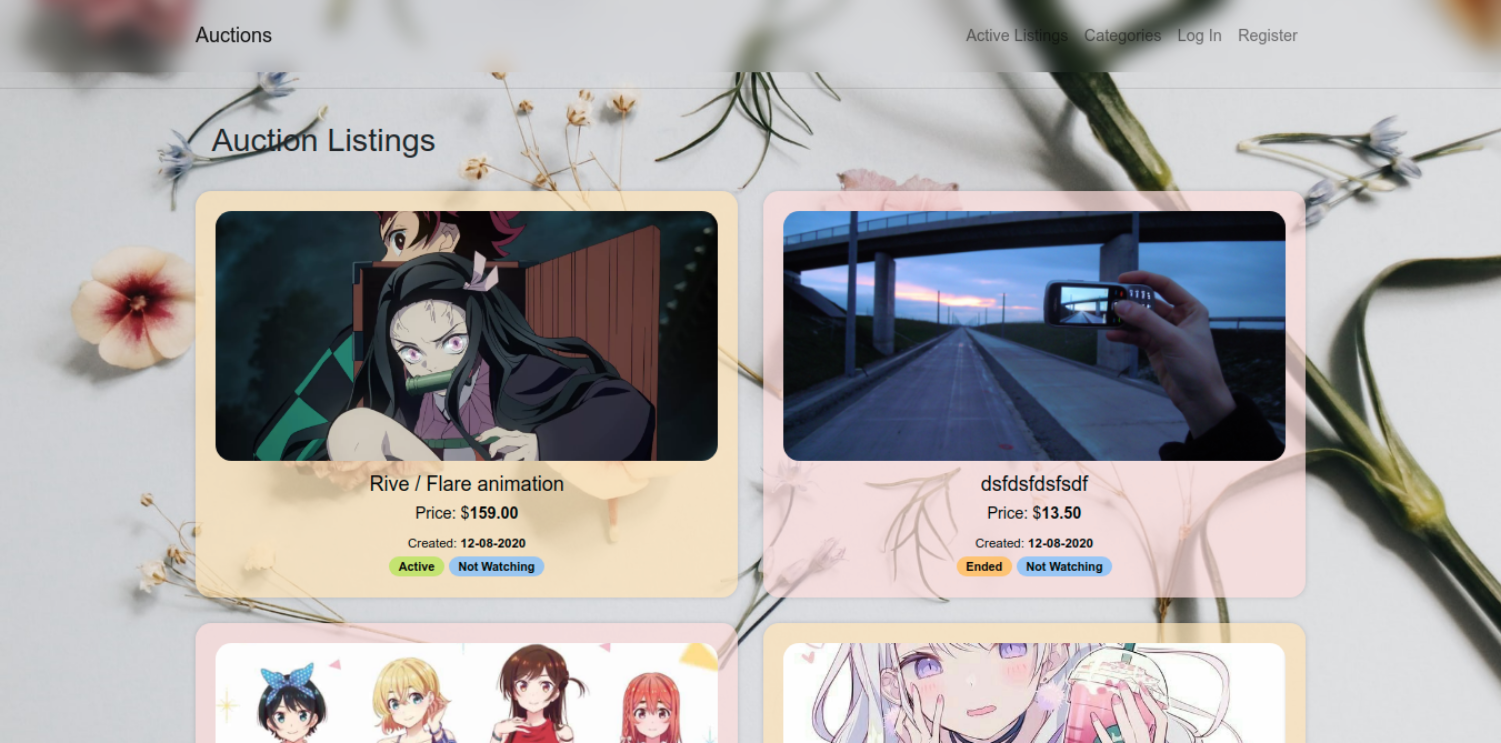 Auctions
Active Listings Categories Log In Register
Auction Listings
Rive / Flare animation
Price: $159.00
Created: 12-08-2020
Active Not Watching
dsfdsfdsfsdf
Price: $13.50
Created: 12-08-2020
Ended Not Watching